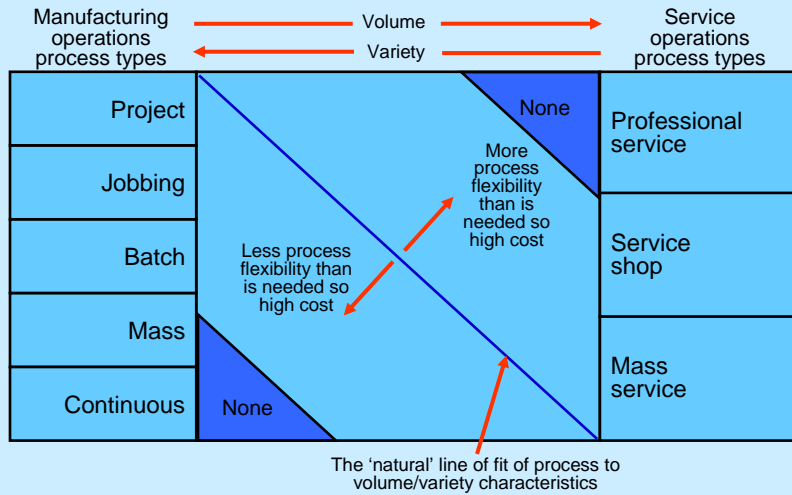 Manufacturing
operations
process types
Volume
Variety
Service
operations
process types
Project
Jobbing
Batch
Mass
Continuous
None
More
process
flexibility
than is
needed so
high cost
Less process
flexibility than
is needed so
high cost
None
Professional
service
Service
shop
Mass
service
The ‘natural’ line of fit of process to
volume/variety characteristics